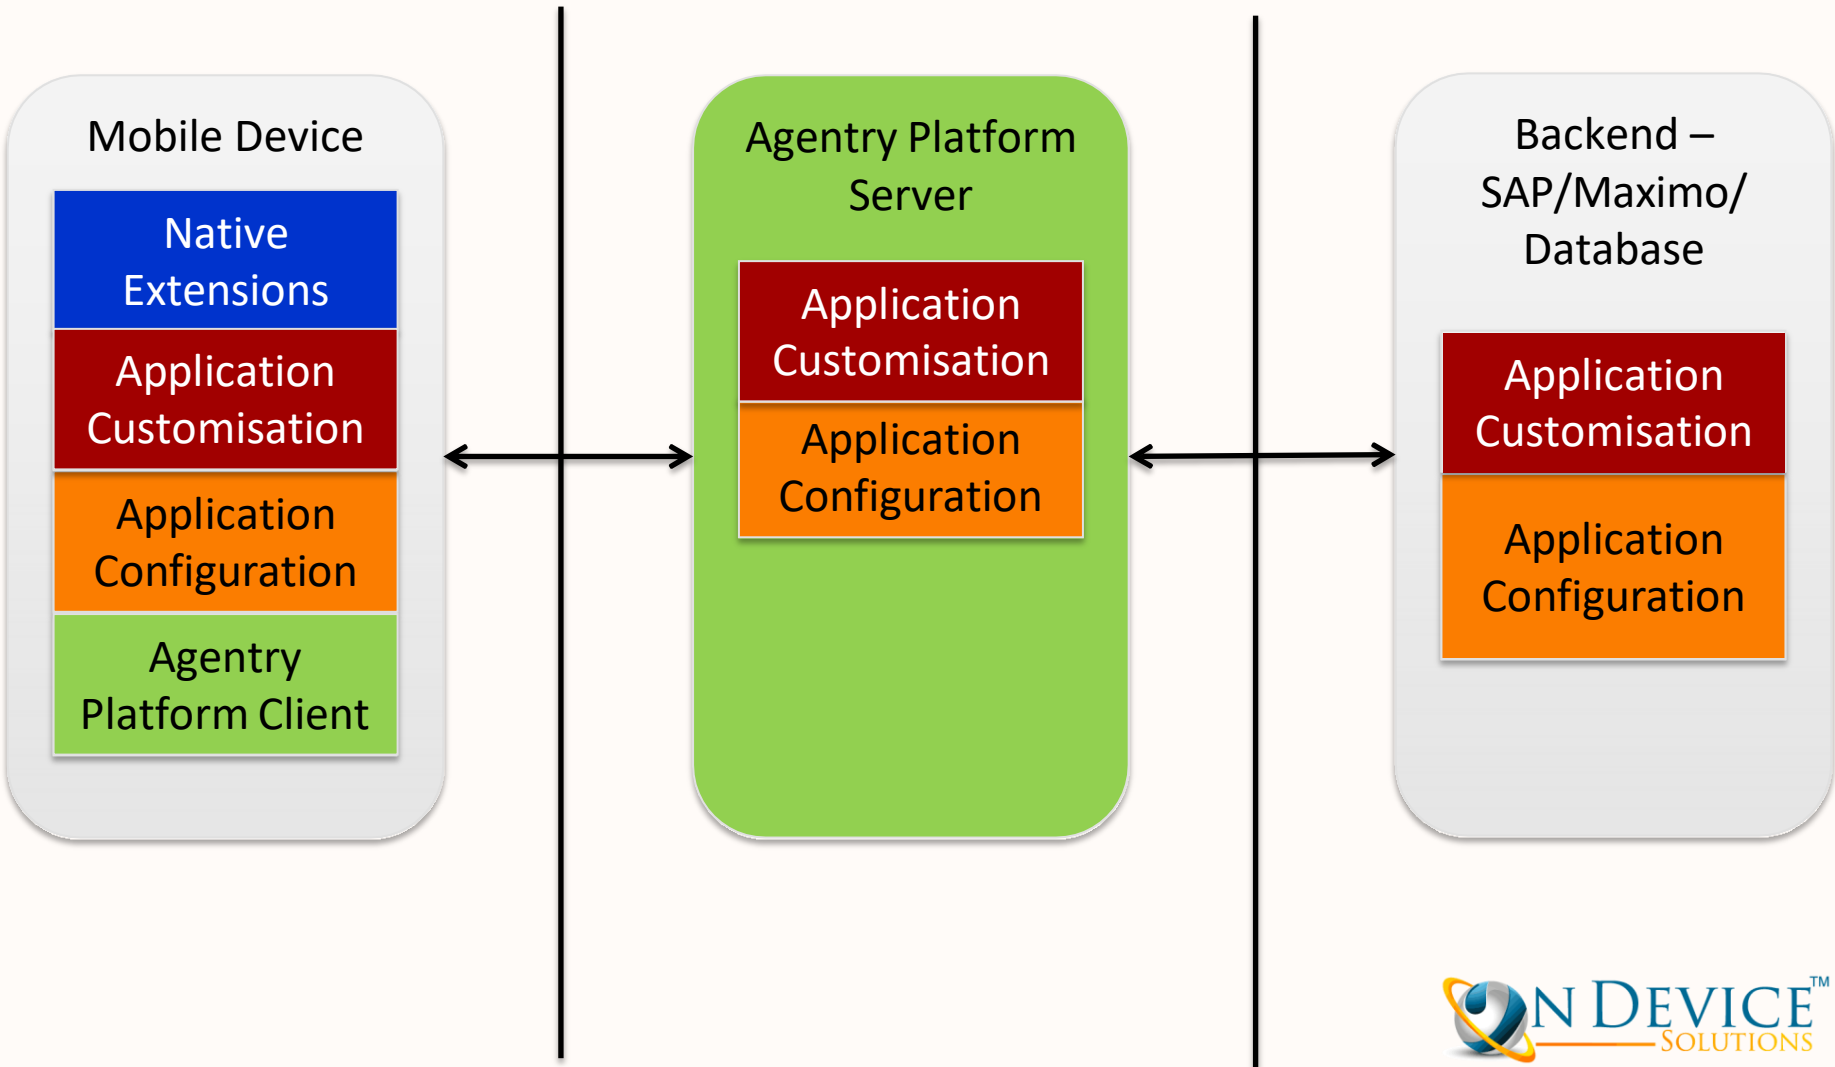 Mobile Device
Native
Extensions
Application
Customisation
Application
Configuration
Agentry
Platform Client
Agentry Platform
Server
Application
Customisation
Application
Configuration
Backend –
SAP/Maximo/
Database
Application
Customisation
Application
Configuration
ON DEVICE™
SOLUTIONS